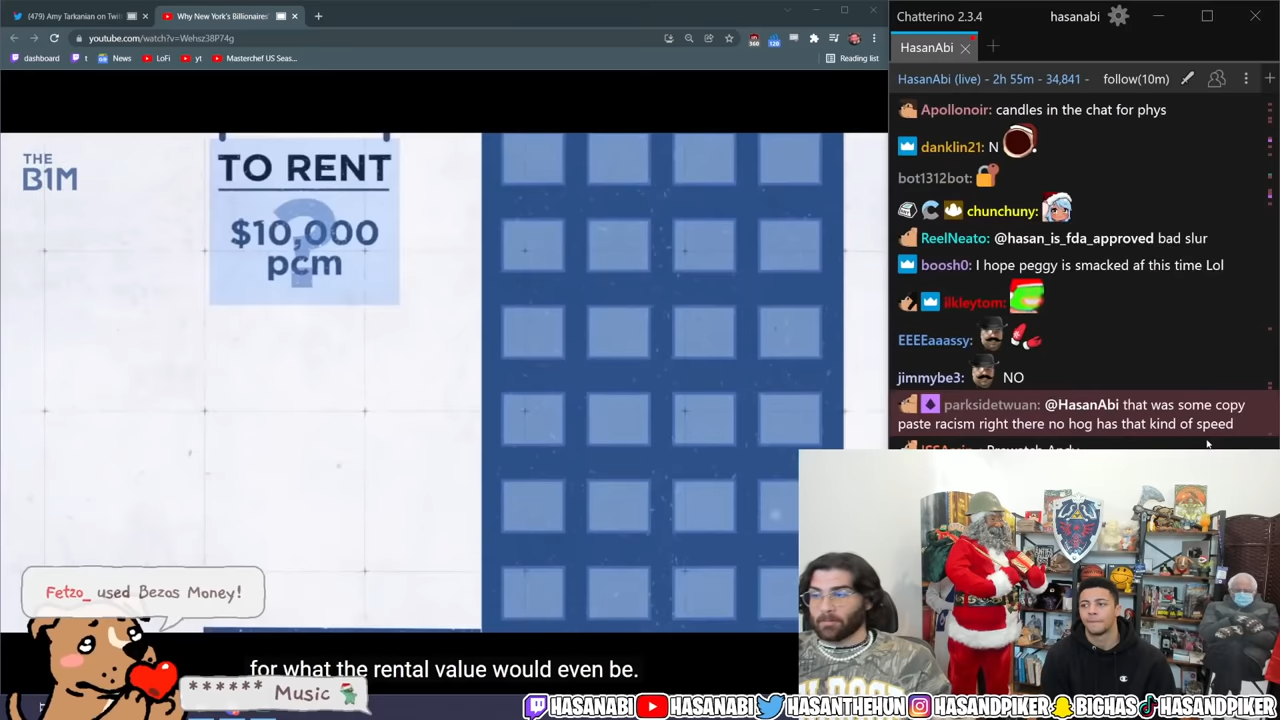 (479) Amy Tarkanian on Twit
Why New York's Billionaires'
youtube.com/watch?v=Wehsz38P74g
360
120
dashboard
t
News
LoFi
yt
Masterchef US Seas...
Reading list
THE
B1M
TO RENT
?
$10,000
pcm
for what the rental value would even be.
Fetzo_ used Bezos Money!
****** Music
Chatterino 2.3.4
hasanabi
HasanAbi
HasanAbi (live) - 2h 55m - 34,841 -
follow(10m)
Apollonoir: candles in the chat for phys
danklin21: N
bot1312bot:
chunchuny:
ReelNeato: @hasan_is_fda_approved bad slur
boosh0: I hope peggy is smacked af this time Lol
ilkleytom:
EEEEaaassy:
jimmybe3: NO
parksidetwuan: @HasanAbi that was some copy
paste racism right there no hog has that kind of speed
HASANABI HASANABI HASANTHEHUN HASANDPIKER BIGHAS HASANDPIKER